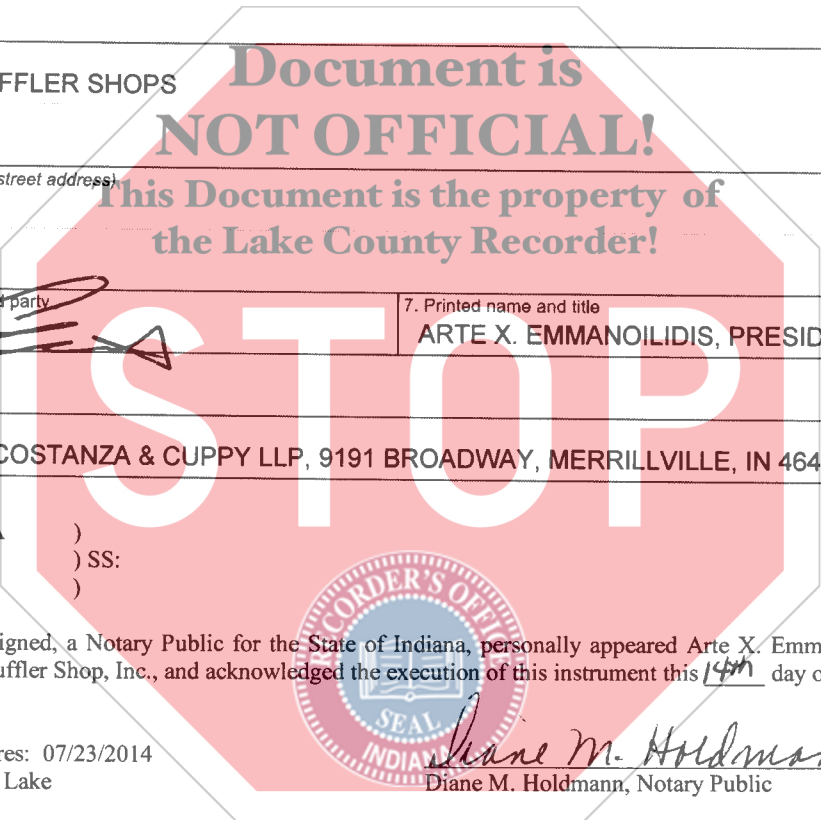 Document is
FFLER SHOPS
NOT OFFICIAL!
street address)
This Document is the property of
the Lake County Recorder!
party
7. Printed name and title
ARTE X. EMMANOILIDIS, PRESID
STOP
COSTANZA & CUPPY LLP, 9191 BROADWAY, MERRILLVILLE, IN 464
)
) SS:
)
RECORDER'S OFFICE
igned, a Notary Public for the State of Indiana, personally appeared Arte X. Emm
uffler Shop, Inc., and acknowledged the execution of this instrument this 14th day o
SEAL
INDIANA
Diane M. Holdman
res: 07/23/2014
Lake
Diane M. Holdmann, Notary Public